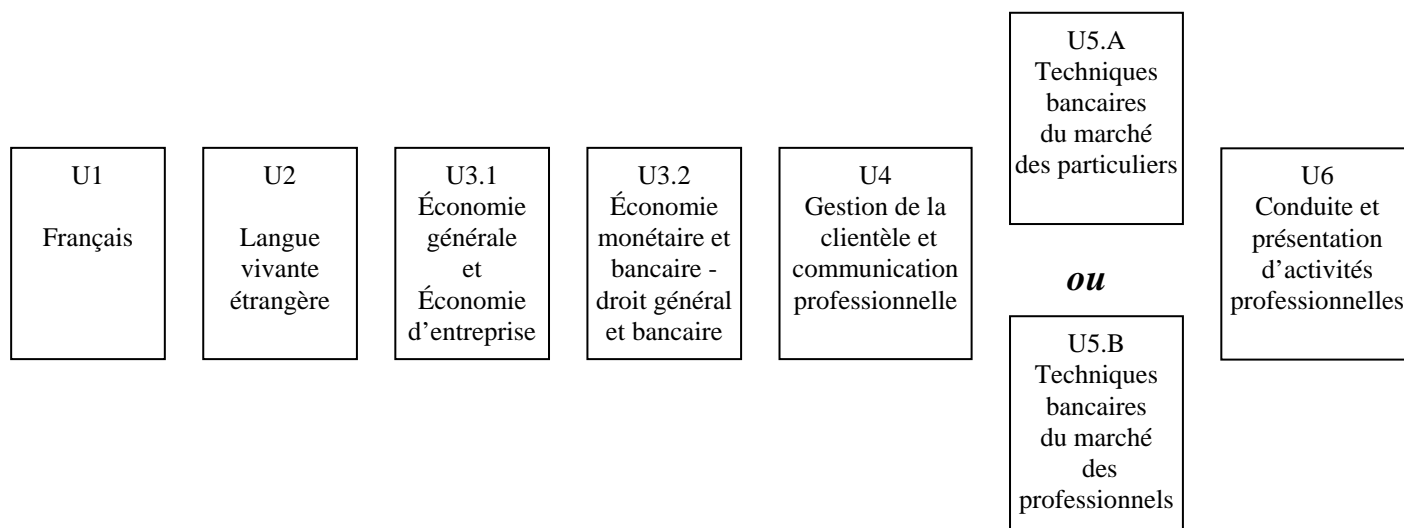 U1
Français
U2
Langue
vivante
étrangère
U3.1
Économie
générale
et
Économie
d’entreprise
U3.2
Économie
monétaire et
bancaire -
droit général
et bancaire
U4
Gestion de la
clientèle et
communication
professionnelle
U5.A
Techniques
bancaires
du marché
des particuliers
ou
U5.B
Techniques
bancaires
du marché
des
professionnels
U6
Conduite et
présentation
d’activités
professionnelles